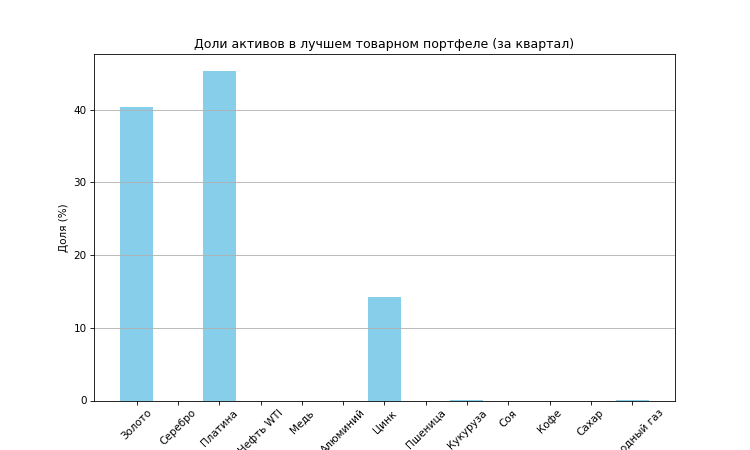 Доли активов в лучшем товарном портфеле (за квартал)
Доля (%)
40
30
20
10
0
Золото
Серебро
Платина
Нефть WTI
Медь
Алюминий
Цинк
Пшеница
Кукуруза
Соя
Кофе
Сахар
газ